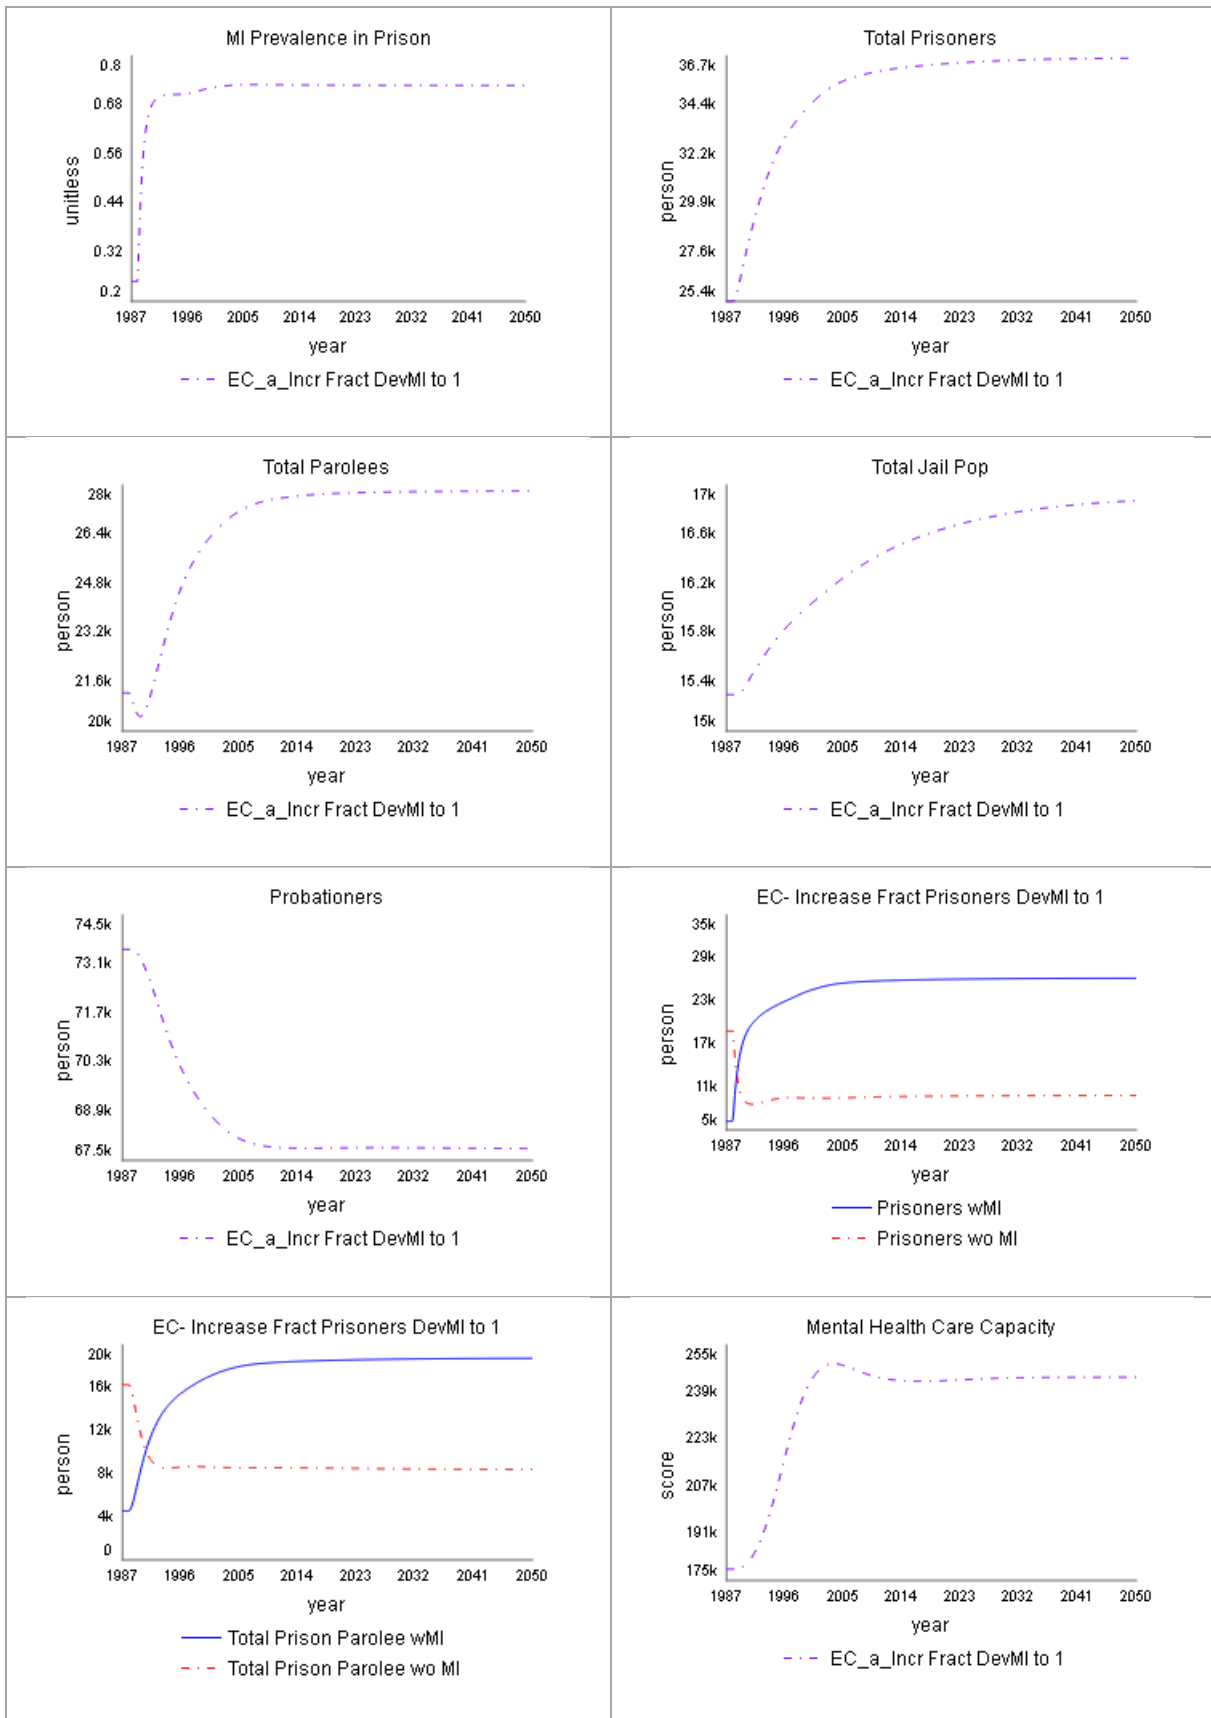 MI Prevalence in Prison
0.8
0.68
0.56
0.44
0.32
0.2
unitless
1987 1996 2005 2014 2023 2032 2041 2050
year
EC_a_Incr Fract DevMI to 1
Total Prisoners
36.7k
34.4k
32.2k
29.9k
27.6k
25.4k
person
1987 1996 2005 2014 2023 2032 2041 2050
year
EC_a_Incr Fract DevMI to 1
Total Parolees
28k
26.4k
24.8k
23.2k
21.6k
20k
person
1987 1996 2005 2014 2023 2032 2041 2050
year
EC_a_Incr Fract DevMI to 1
Total Jail Pop
17k
16.6k
16.2k
15.8k
15.4k
15k
person
1987 1996 2005 2014 2023 2032 2041 2050
year
EC_a_Incr Fract DevMI to 1
Probationers
74.5k
73.1k
71.7k
70.3k
68.9k
67.5k
person
1987 1996 2005 2014 2023 2032 2041 2050
year
EC_a_Incr Fract DevMI to 1
EC- Increase Fract Prisoners DevMI to 1
35k
29k
23k
17k
11k
5k
person
1987 1996 2005 2014 2023 2032 2041 2050
year
Prisoners wMI
Prisoners wo MI
EC- Increase Fract Prisoners DevMI to 1
20k
16k
12k
8k
4k
0
person
1987 1996 2005 2014 2023 2032 2041 2050
year
Total Prison Parolee wMI
Total Prison Parolee wo MI
Mental Health Care Capacity
255k
239k
223k
207k
191k
175k
score
1987 1996 2005 2014 2023 2032 2041 2050
year
EC_a_Incr Fract DevMI to 1